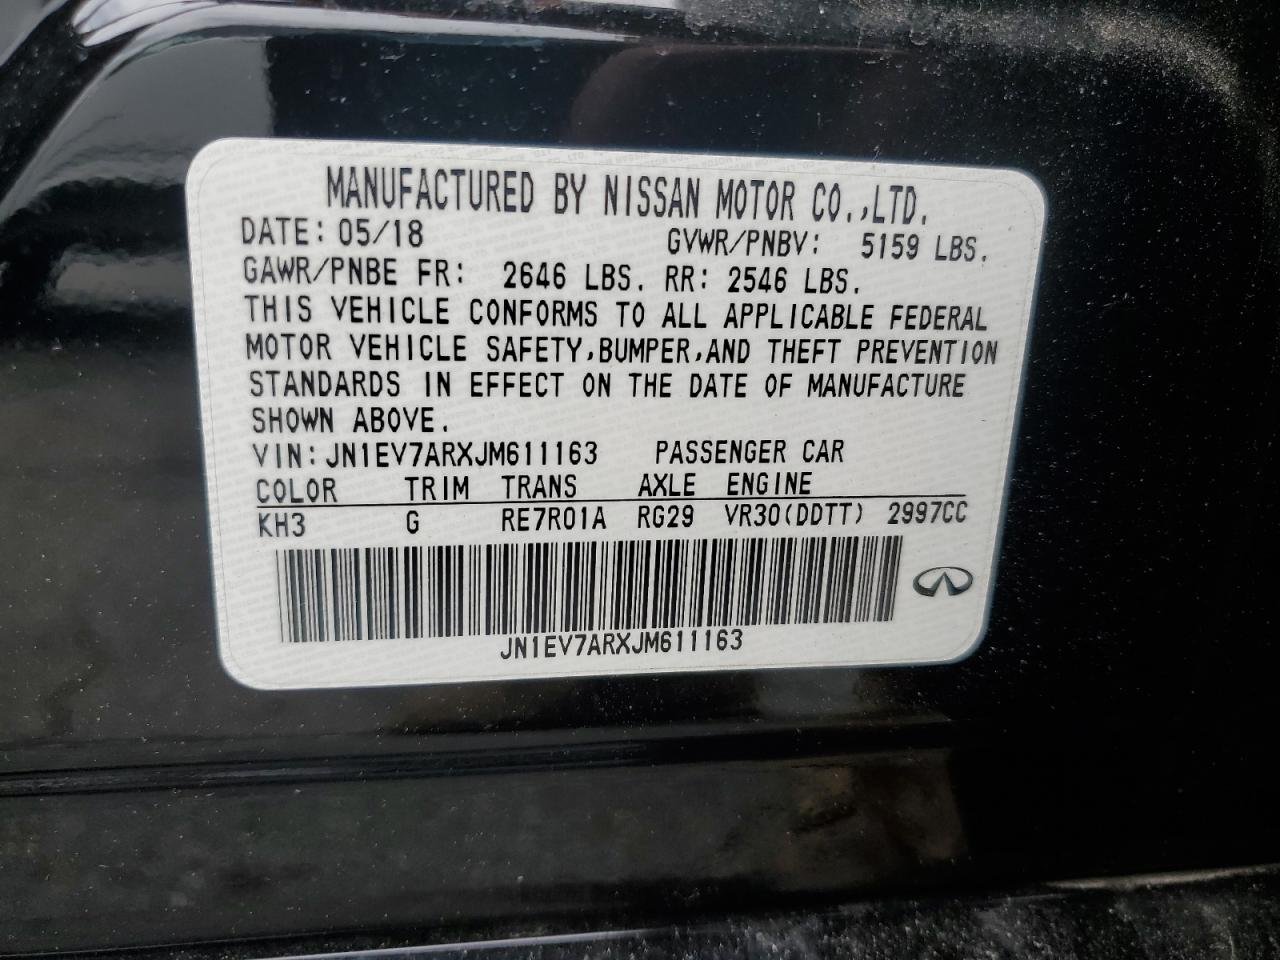 MANUFACTURED BY NISSAN MOTOR CO.,LTD.
DATE: 05/18 GVWR/PNBV: 5159 LBS.
GAWR/PNBE FR: 2646 LBS. RR: 2546 LBS.
THIS VEHICLE CONFORMS TO ALL APPLICABLE FEDERAL
MOTOR VEHICLE SAFETY,BUMPER,AND THEFT PREVENTION
STANDARDS IN EFFECT ON THE DATE OF MANUFACTURE
SHOWN ABOVE.
VIN:JN1EV7ARXJM611163 PASSENGER CAR
COLOR TRIM TRANS AXLE ENGINE
KH3 G RE7R01A RG29 VR30(DDTT) 2997CC
JN1EV7ARXJM611163